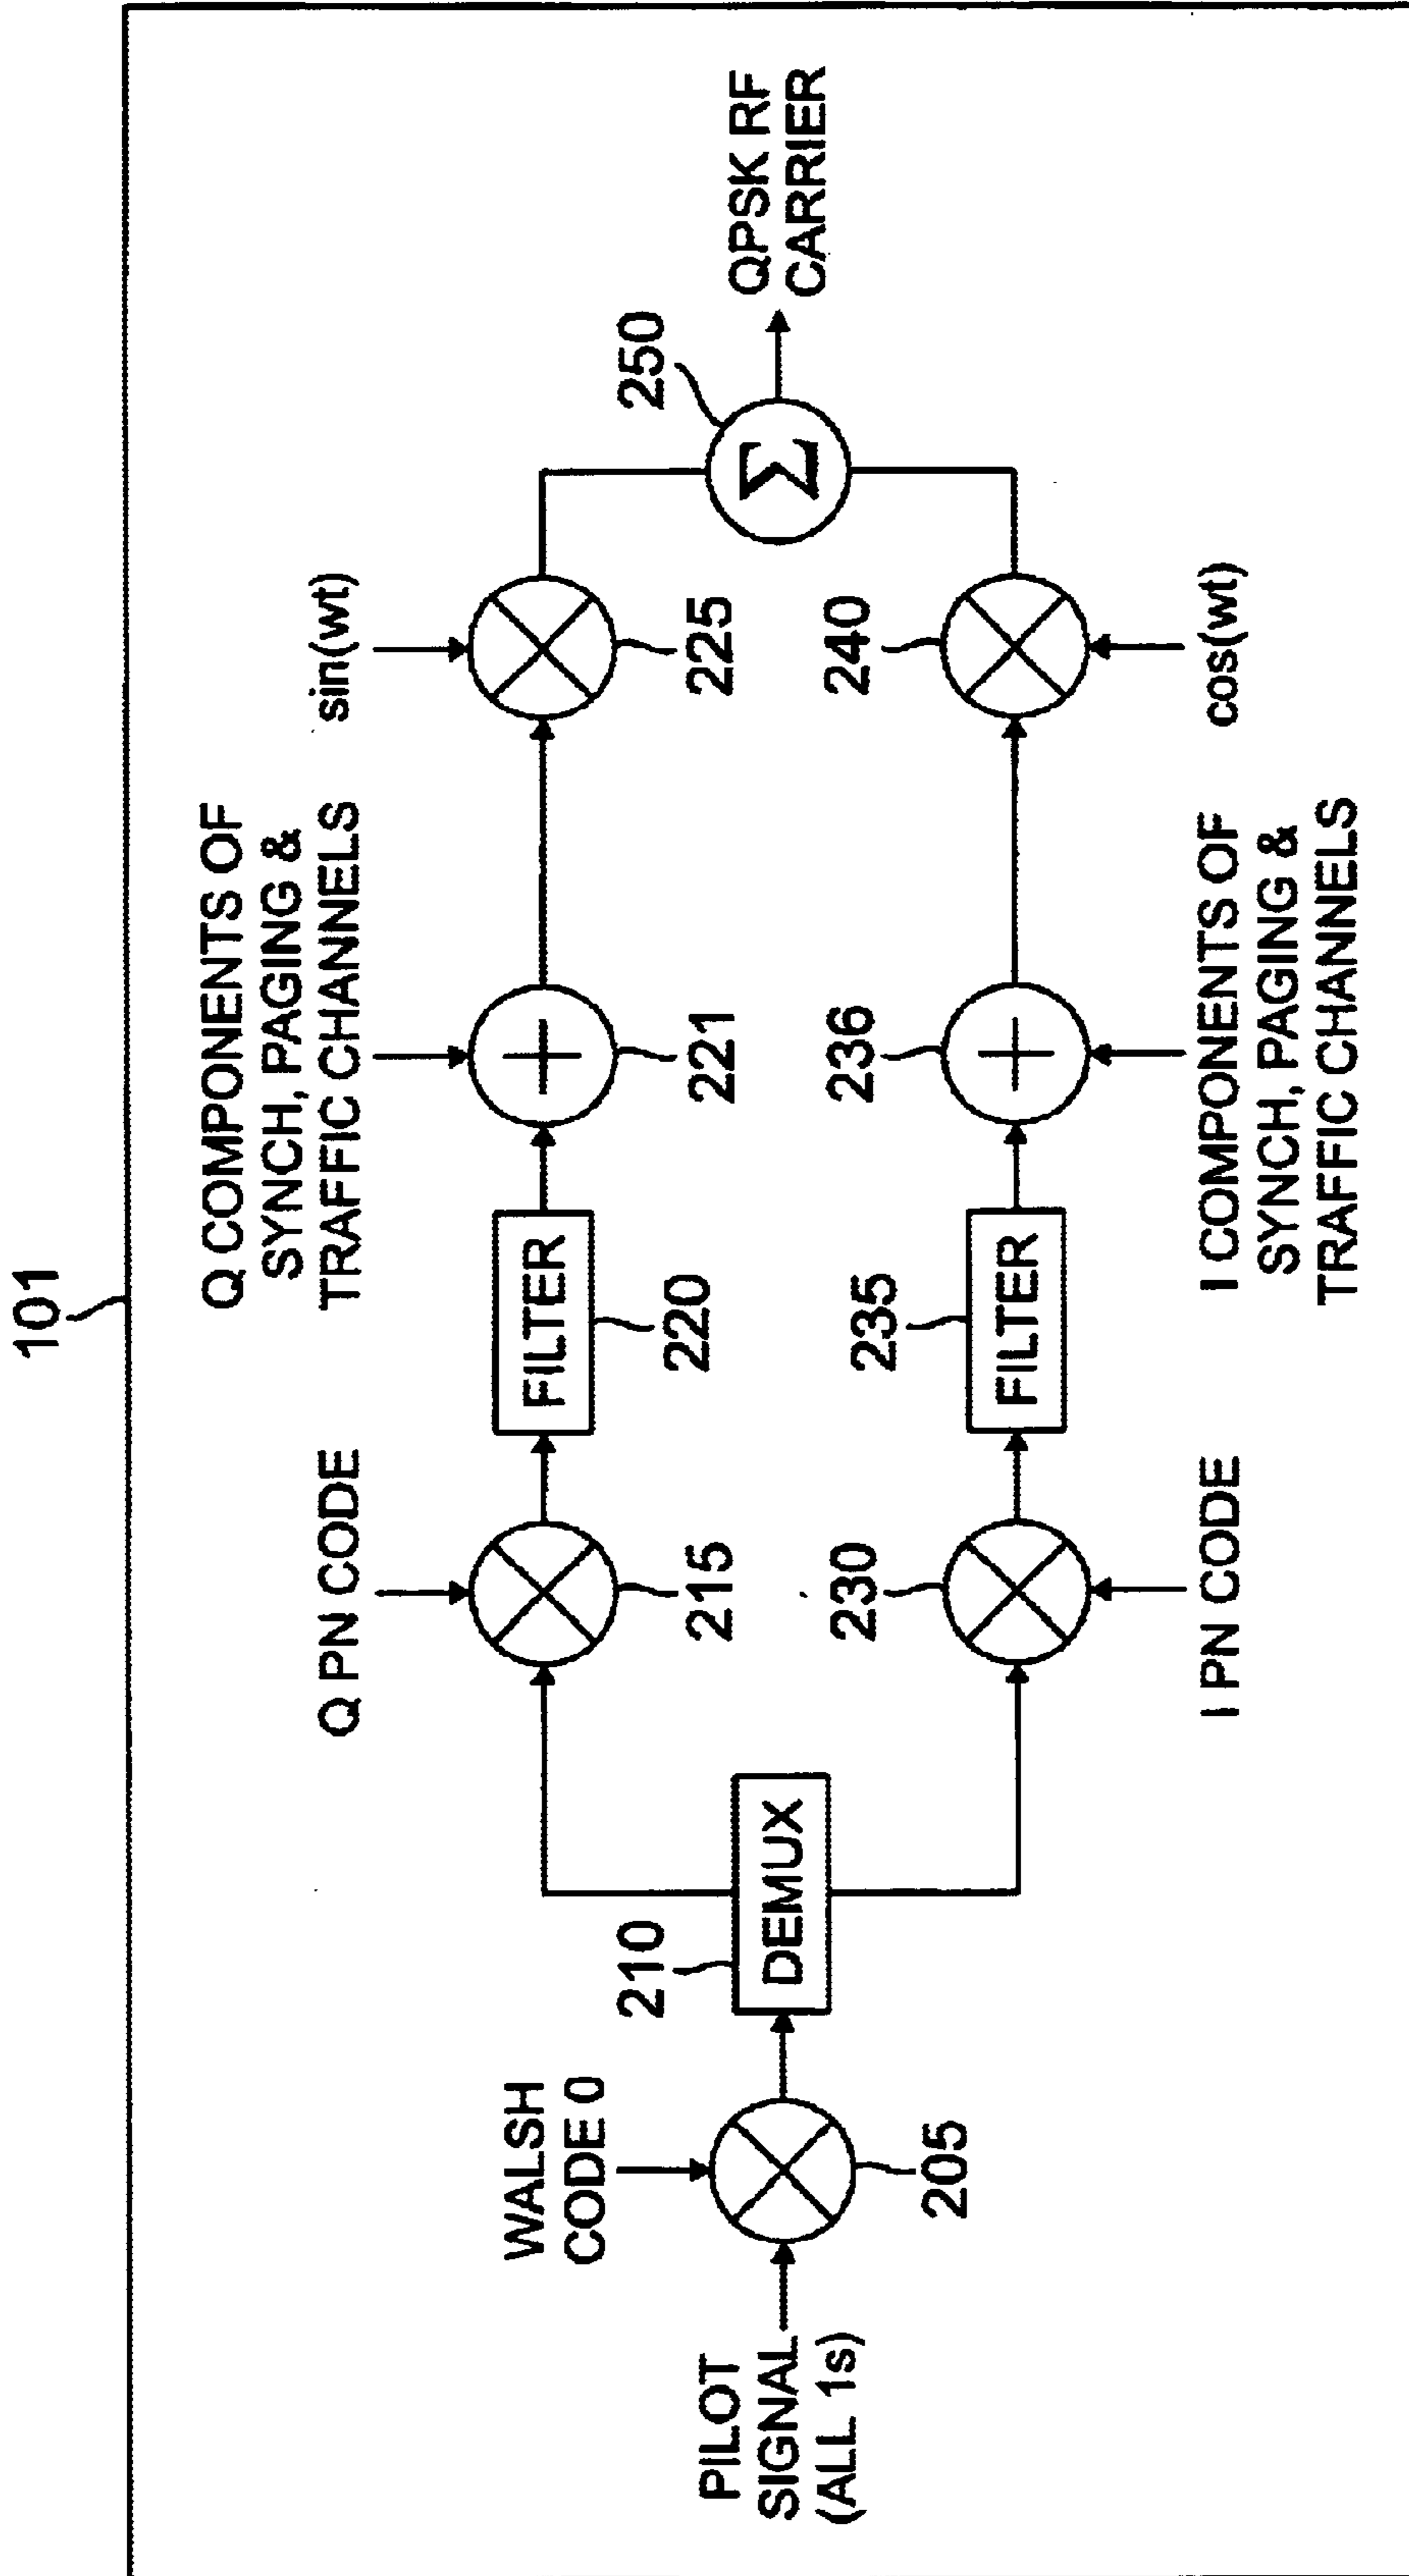 101
Q COMPONENTS OF
SYNCH, PAGING &
TRAFFIC CHANNELS
Q PN CODE
sin(wt)
215
FILTER
220
221
225
WALSH
CODE 0
PILOT
SIGNAL
(ALL 1s)
205
210
DEMUX
250
Σ
QPSK RF
CARRIER
230
235
FILTER
236
240
I PN CODE
I COMPONENTS OF
SYNCH, PAGING &
TRAFFIC CHANNELS
cos(wt)